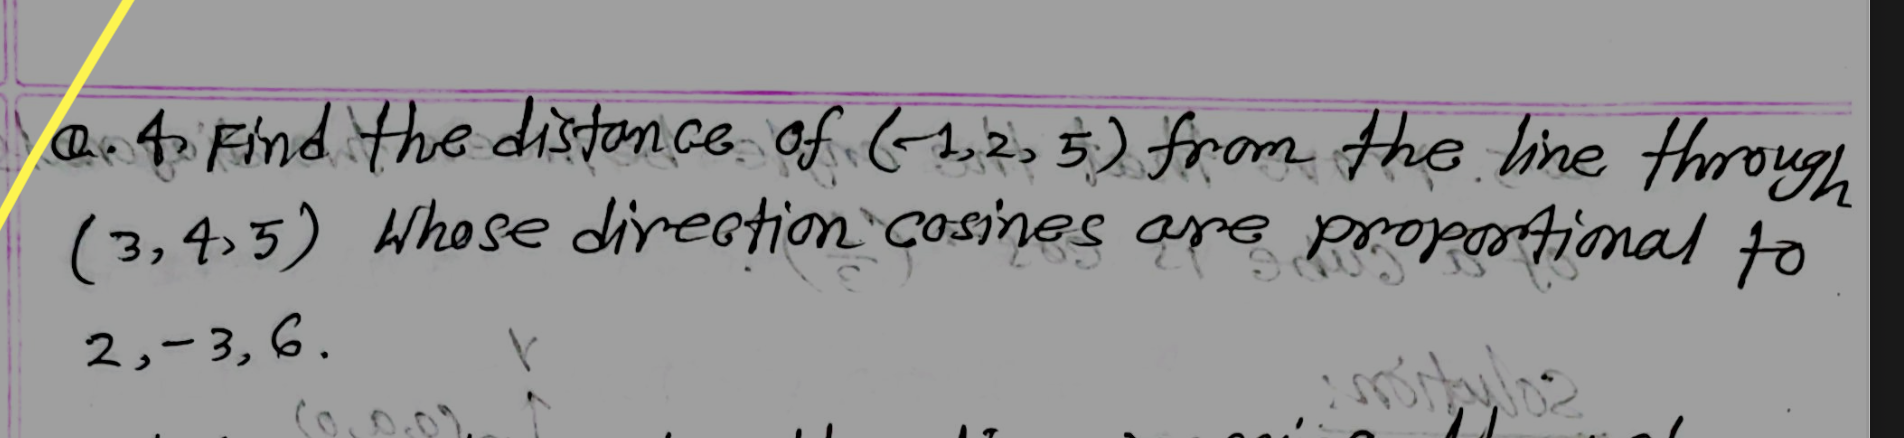 Q. 4. Find the distance of (-1, 2, 5) from the line through
(3, 4, 5) Whose direction cosines are proportional to
2, -3, 6.